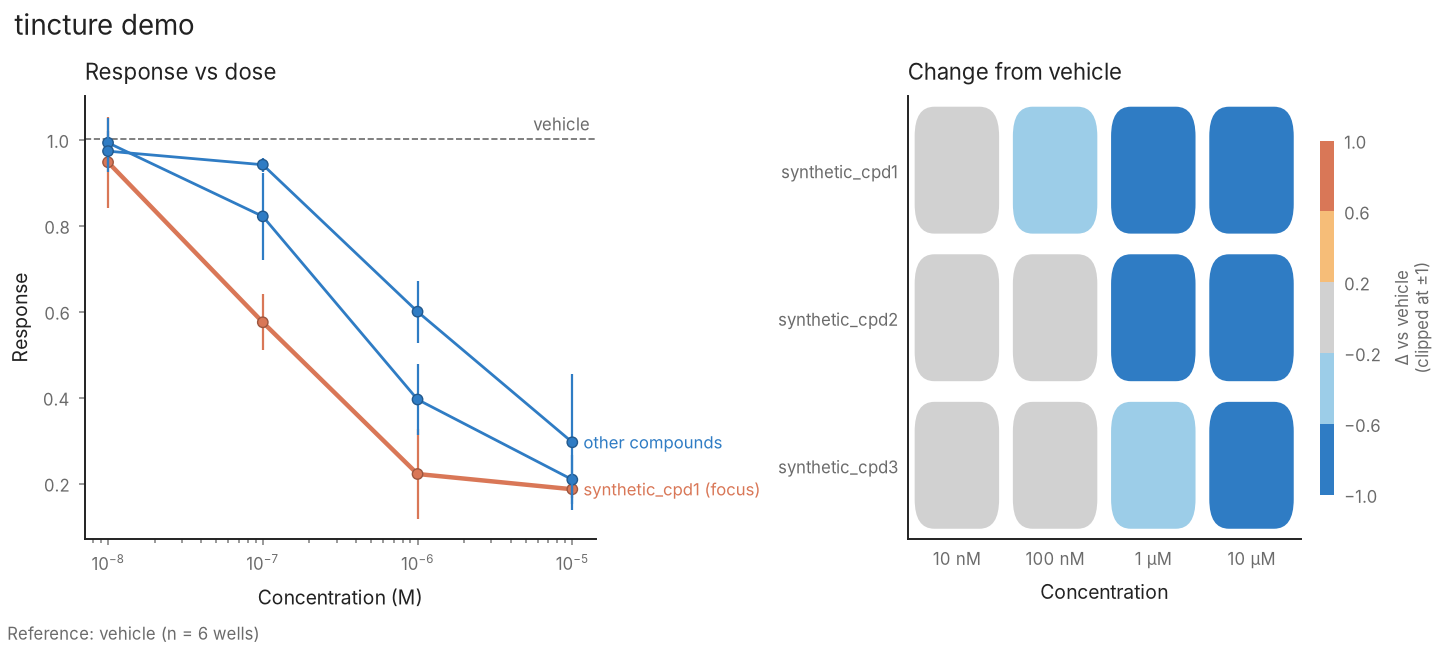 tincture demo
Response vs dose
Response
1.0
0.8
0.6
0.4
0.2
vehicle
other compounds
synthetic_cpd1 (focus)
10⁻⁸
10⁻⁷
10⁻⁶
10⁻⁵
Concentration (M)
Reference: vehicle (n = 6 wells)
Change from vehicle
synthetic_cpd1
synthetic_cpd2
synthetic_cpd3
10 nM
100 nM
1 µM
10 µM
Concentration
1.0
0.6
0.2
−0.2
−0.6
−1.0
Δ vs vehicle
(clipped at ±1)